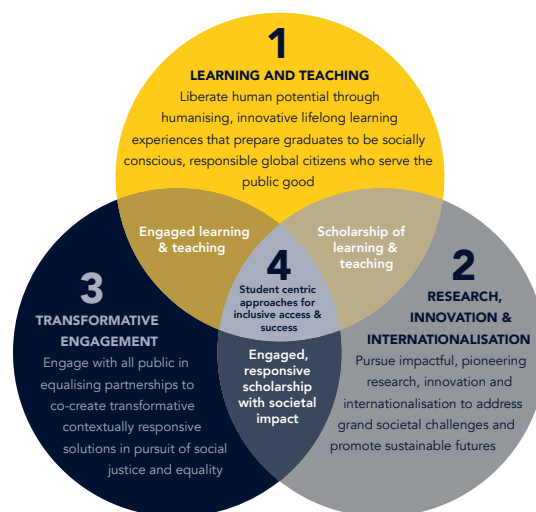 1
LEARNING AND TEACHING
Liberate human potential through
humanising, innovative lifelong learning
experiences that prepare graduates to be socially
conscious, responsible global citizens who serve the
public good
Engaged learning
& teaching
Scholarship of
learning &
teaching
4
Student centric
approaches for
inclusive access &
success
2
RESEARCH,
INNOVATION &
INTERNATIONALISATION
Pursue impactful, pioneering
research, innovation and
internationalisation to address
grand societal challenges and
promote sustainable futures
3
TRANSFORMATIVE
ENGAGEMENT
Engage with all public in
equalising partnerships to
co-create transformative
contextually responsive
solutions in pursuit of social
justice and equality
Engaged,
responsive
scholarship
with societal
impact